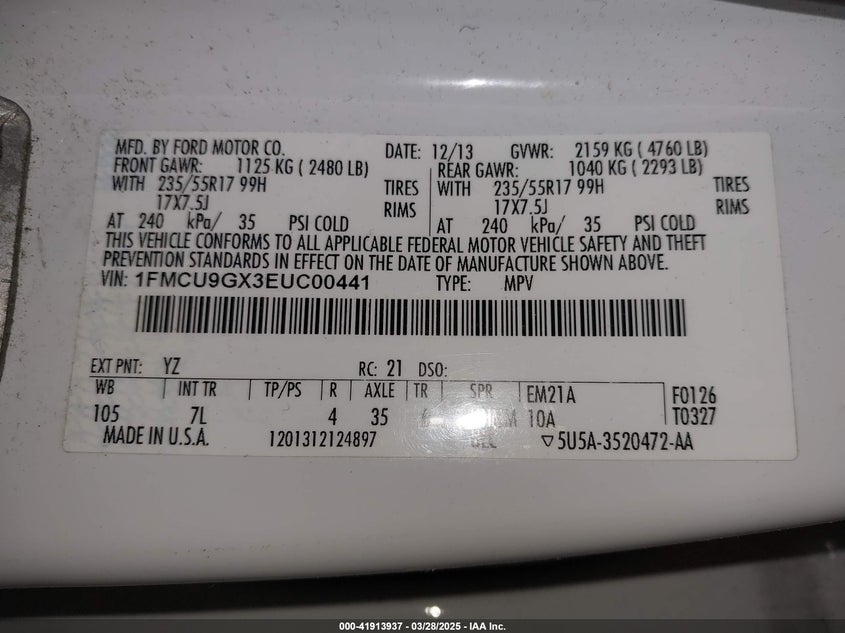 MFD. BY FORD MOTOR CO. DATE: 12/13 GVWR: 2159 KG ( 4760 LB)
FRONT GAWR: 1125 KG ( 2480 LB) REAR GAWR: 1040 KG ( 2293 LB)
WITH 235/55R17 99H TIRES WITH 235/55R17 99H TIRES
17X7.5J RIMS 17X7.5J RIMS
AT 240 kPa/ 35 PSI COLD AT 240 kPa/ 35 PSI COLD
THIS VEHICLE CONFORMS TO ALL APPLICABLE FEDERAL MOTOR VEHICLE SAFETY AND THEFT
PREVENTION STANDARDS IN EFFECT ON THE DATE OF MANUFACTURE SHOWN ABOVE.
VIN: 1FMCU9GX3EUC00441 TYPE: MPV
EXT PNT: YZ RC: 21 DSO:
WB INT TR TP/PS R AXLE TR SPR EM21A F0126
105 7L 4 35 6 10A T0327
MADE IN U.S.A. 1201312124897 ▽5U5A-3520472-AA
000-41913937 - 03/28/2025 - IAA Inc.